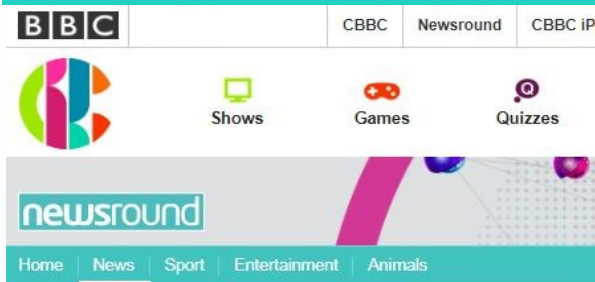 BBC CBBC Newsround CBBC iP
Shows Games Quizzes
newsround
Home News Sport Entertainment Animals